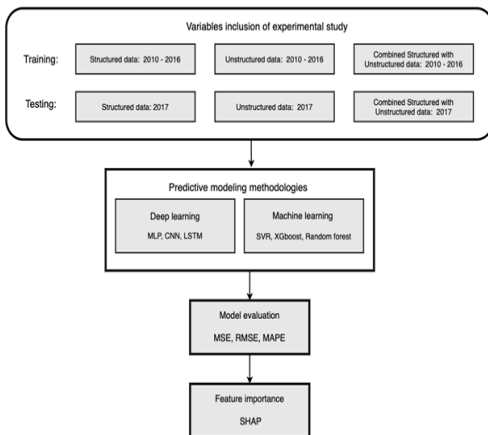 Variables inclusion of experimental study
Training:
Structured data: 2010 - 2016
Unstructured data: 2010 - 2016
Combined Structured with
Unstructured data: 2010 - 2016
Testing:
Structured data: 2017
Unstructured data: 2017
Combined Structured with
Unstructured data: 2017
Predictive modeling methodologies
Deep learning
MLP, CNN, LSTM
Machine learning
SVR, XGboost, Random forest
Model evaluation
MSE, RMSE, MAPE
Feature importance
SHAP